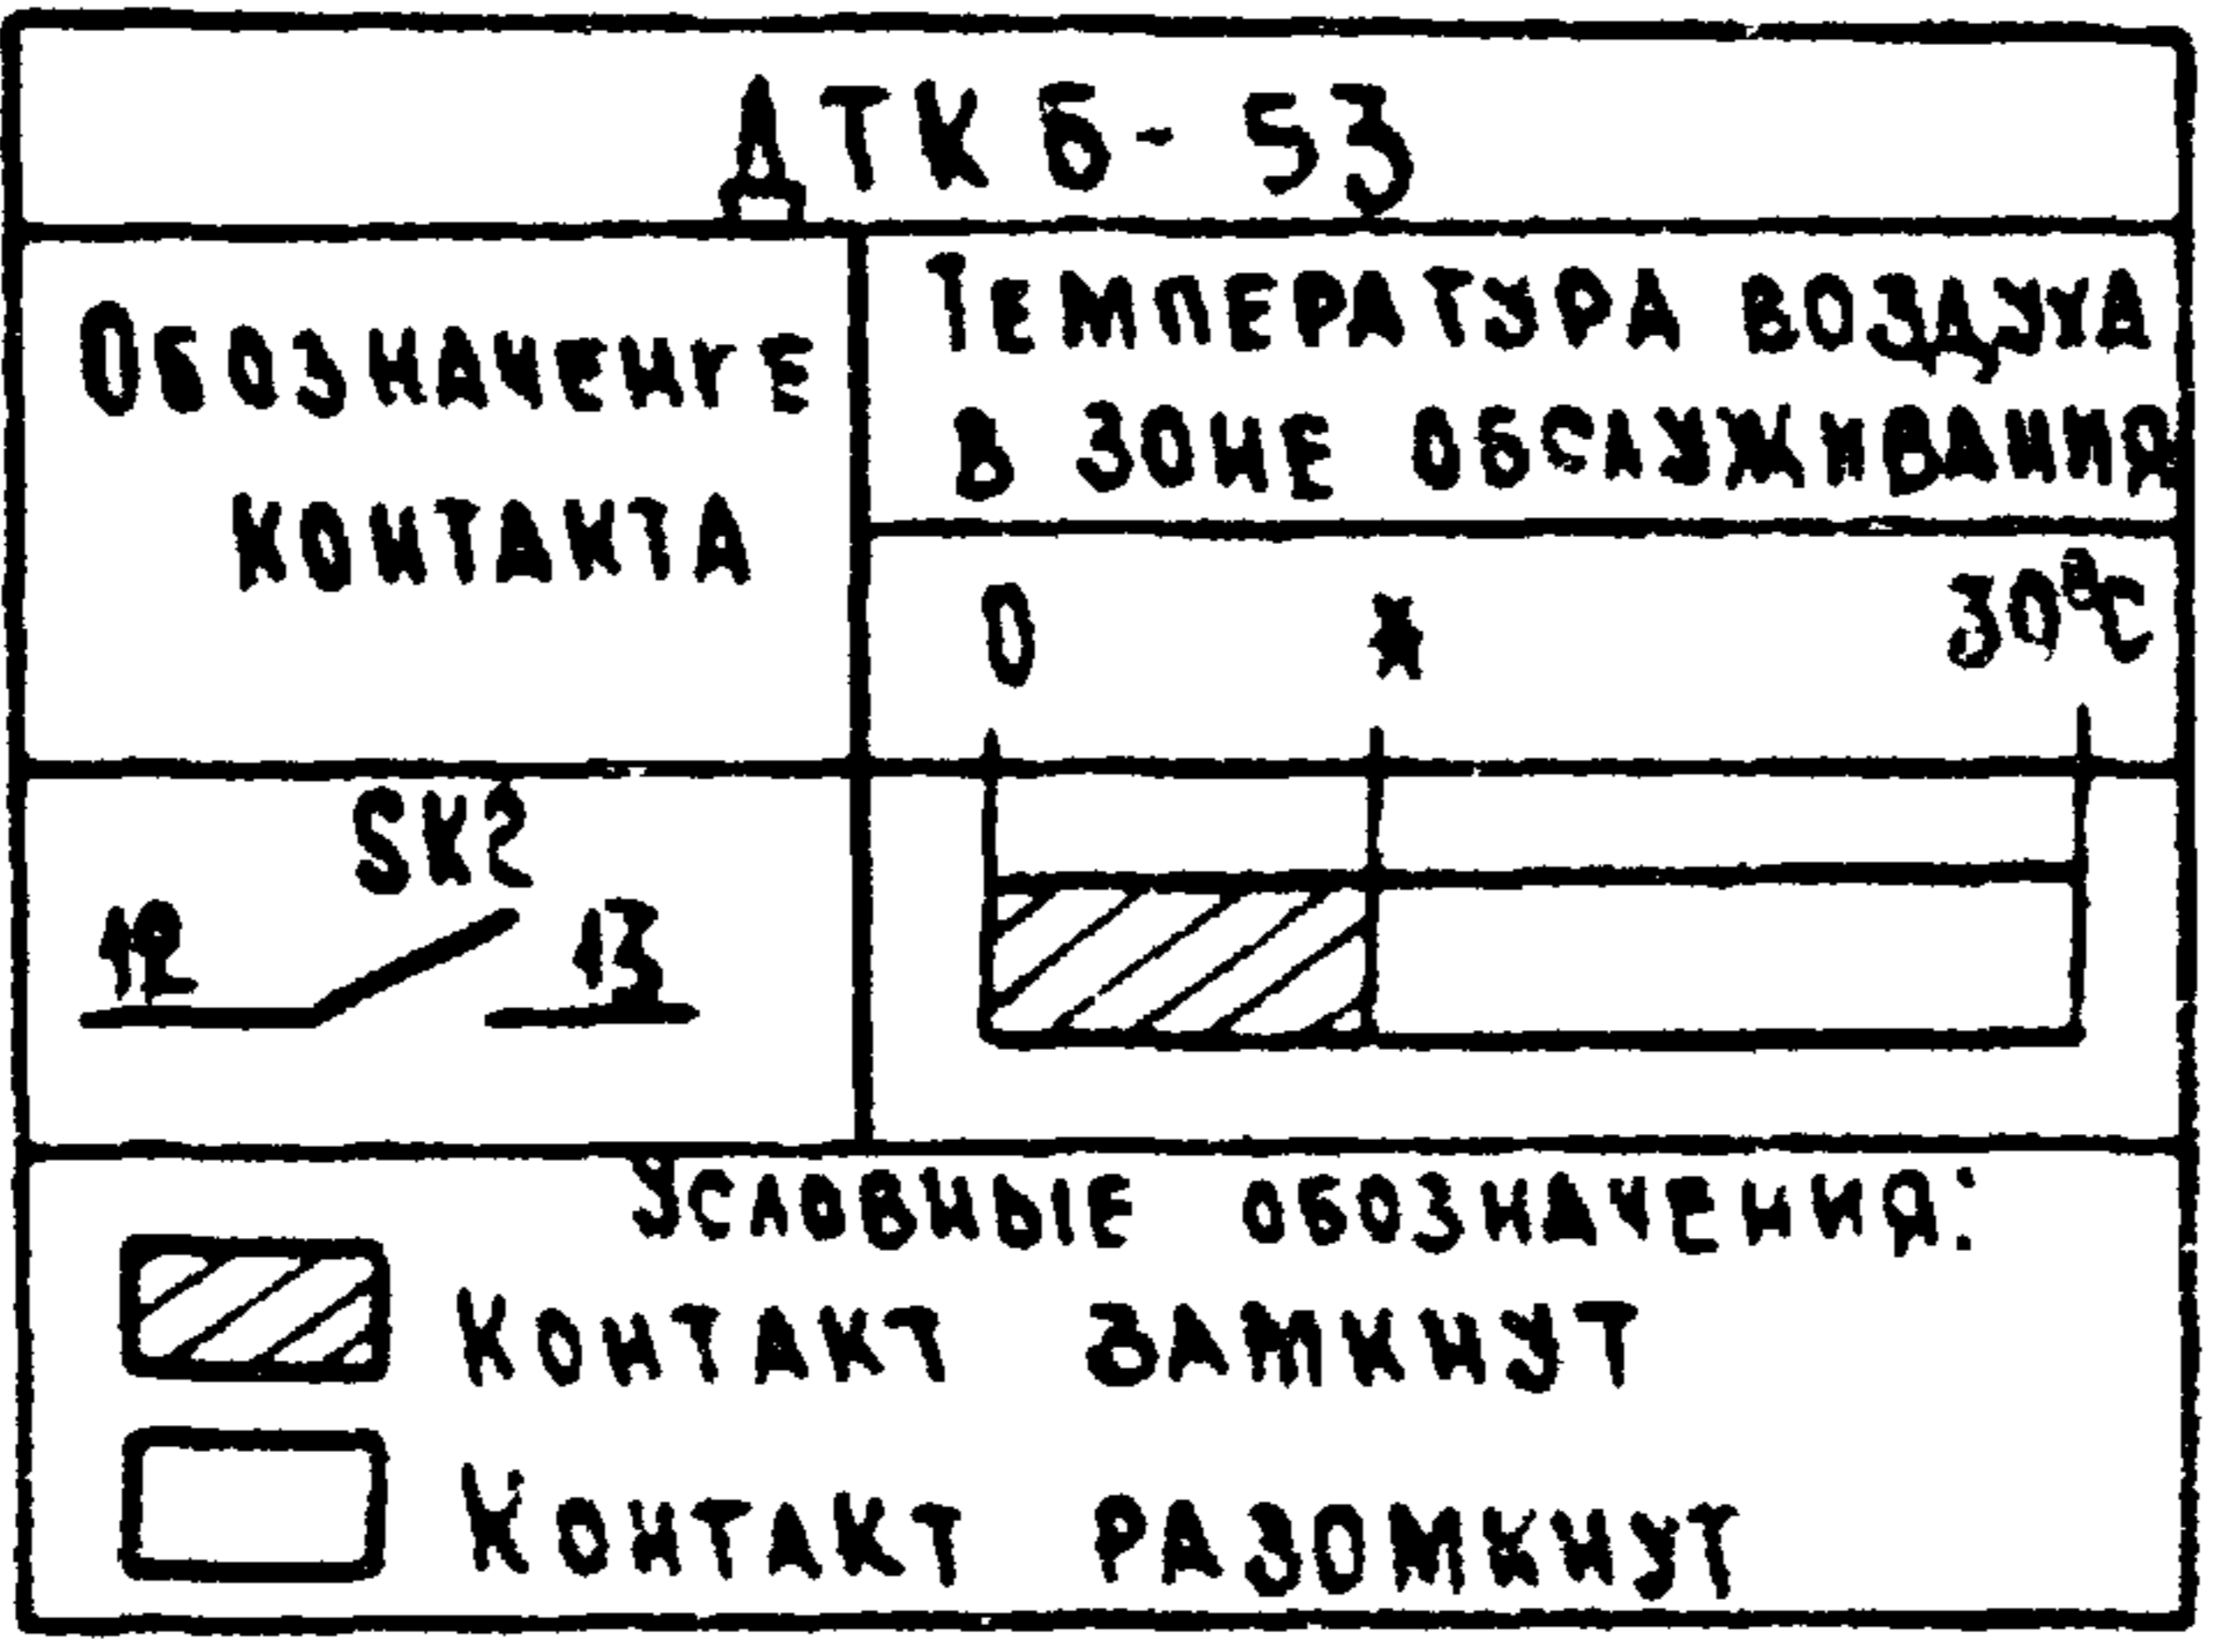 ДТКБ-53
Обозначение
контакта
Температура воздуха
в зоне обслуживания
0 * 30°C
SK2
12 13
Условные обозначения:
Контакт замкнут
Контакт разомкнут